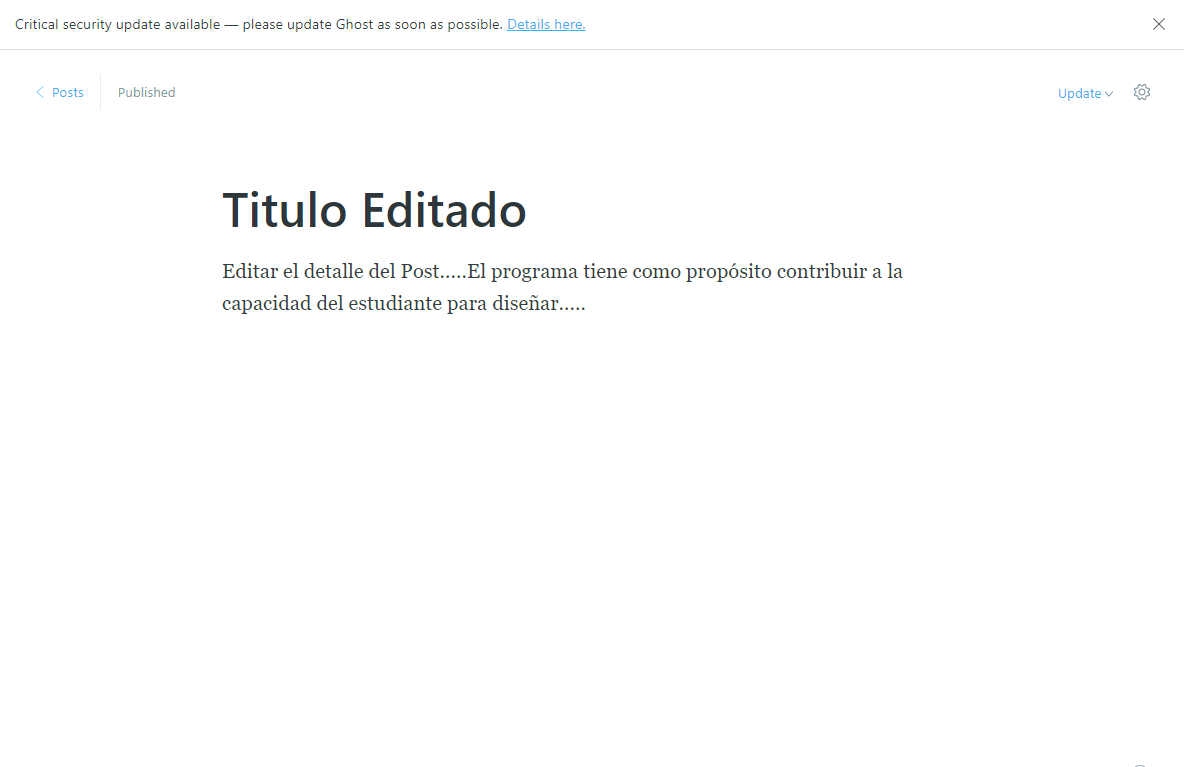 Critical security update available — please update Ghost as soon as possible. Details here.
Posts
Published
Update
Titulo Editado
Editar el detalle del Post.....El programa tiene como propósito contribuir a la
capacidad del estudiante para diseñar.....